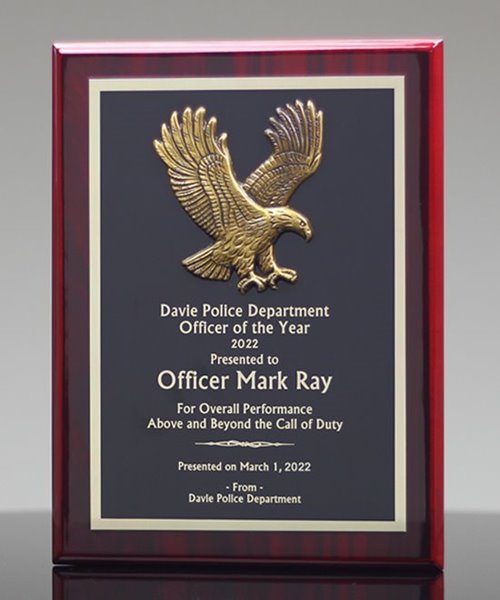 Davie Police Department
Officer of the Year
2022
Presented to
Officer Mark Ray
For Overall Performance
Above and Beyond the Call of Duty
Presented on March 1, 2022
- From -
Davie Police Department